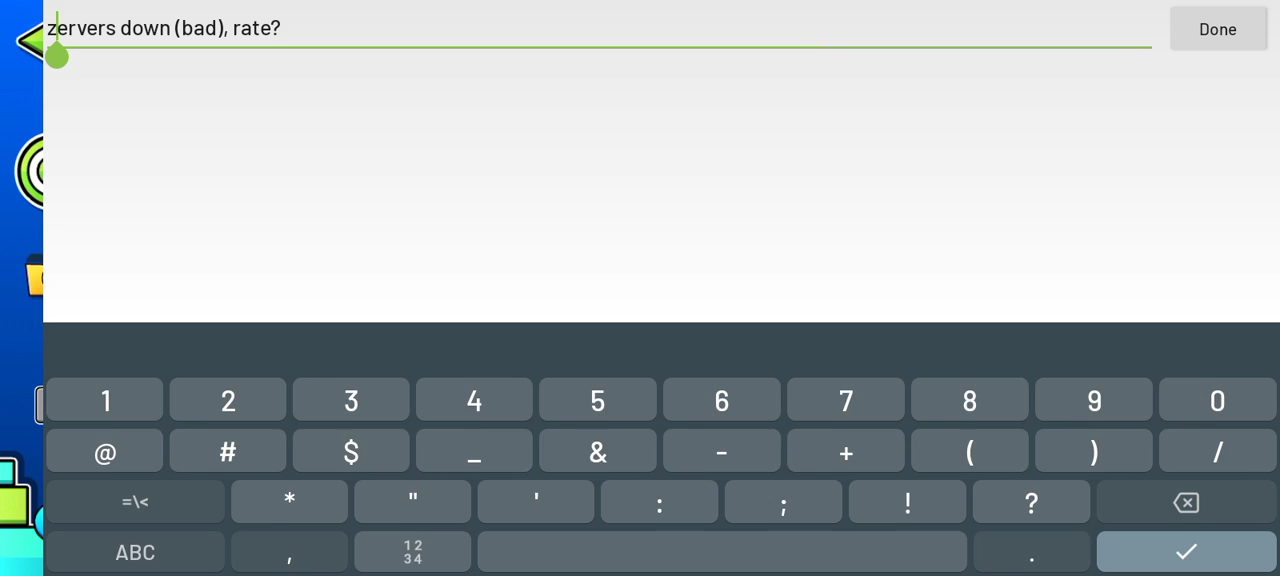 zervers down (bad), rate?
Done
1 2 3 4 5 6 7 8 9 0
@ # $ _ & - + ( ) /
=\< * " ' : ; ! ?
ABC , 12 34 .